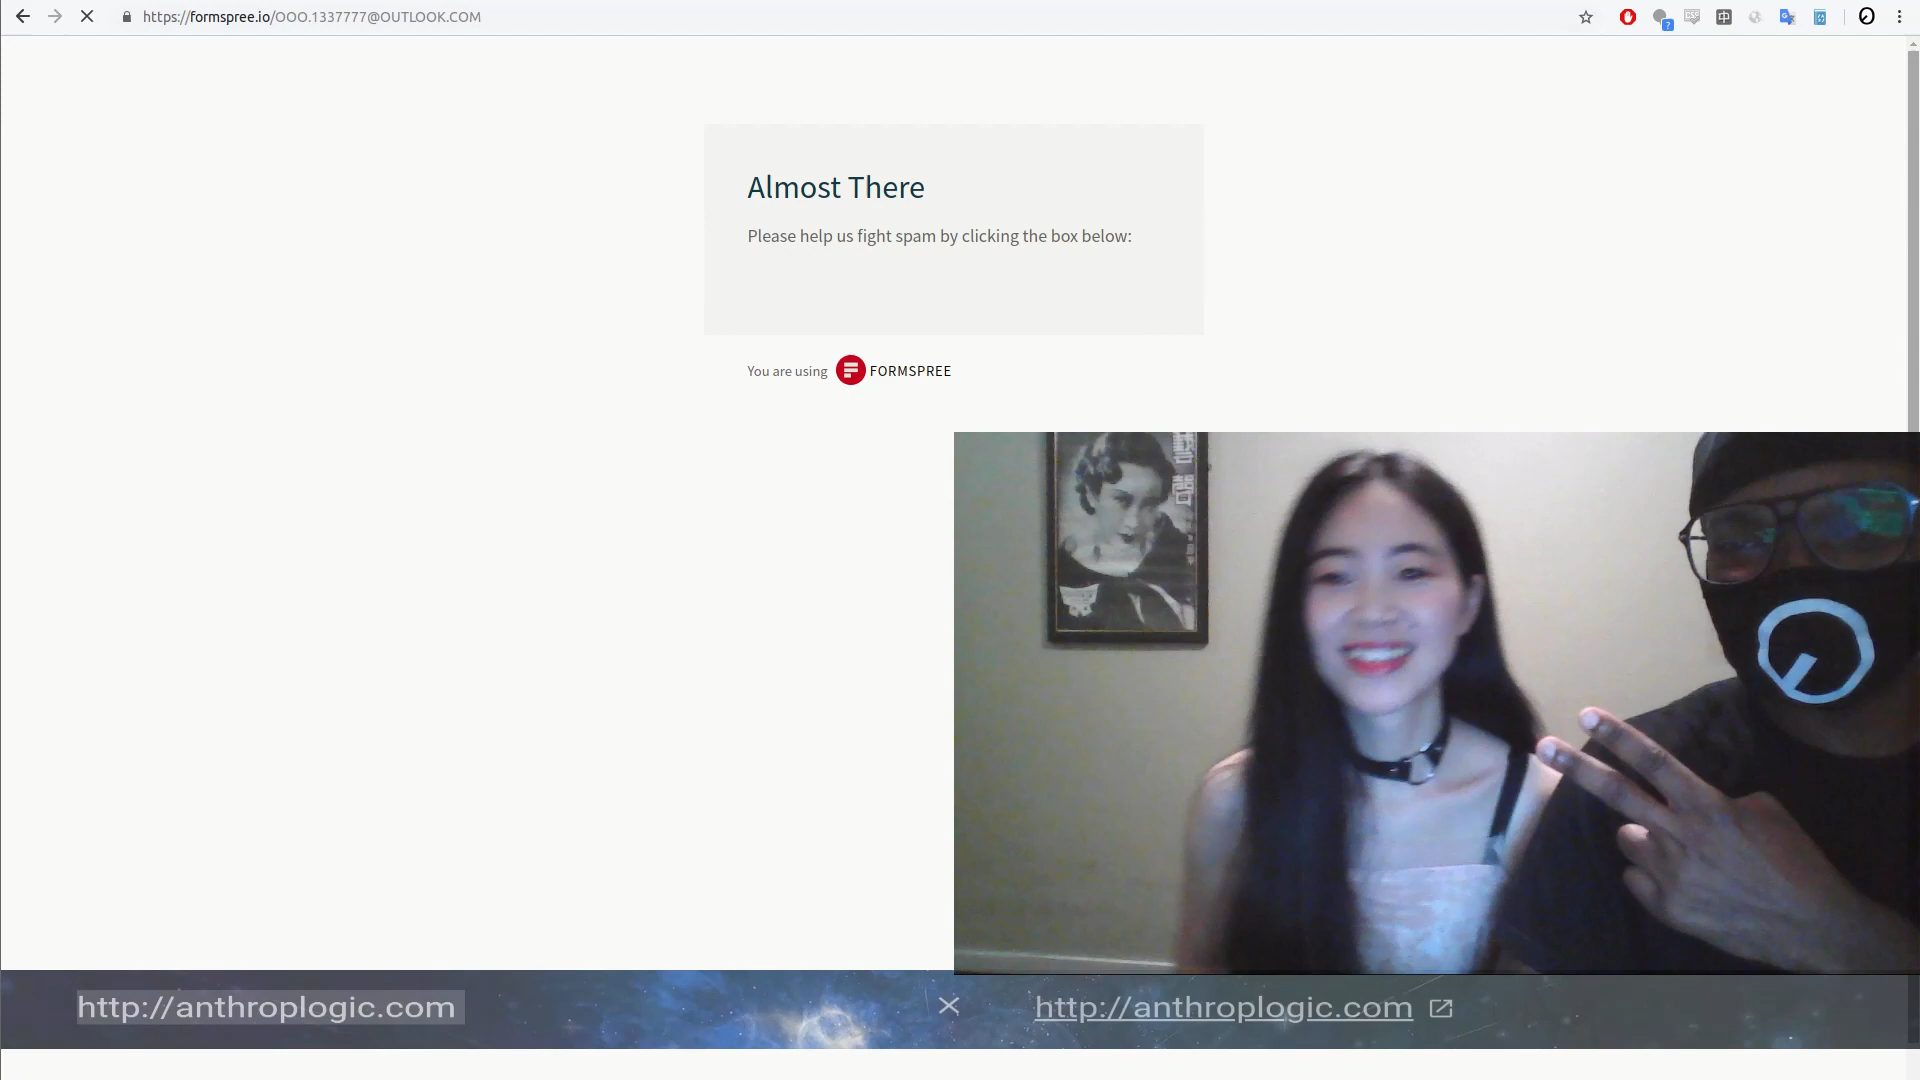 https://formspree.io/OOO.1337777@OUTLOOK.COM
Almost There
Please help us fight spam by clicking the box below:
You are using FORMSPREE
http://anthroplogic.com
http://anthroplogic.com